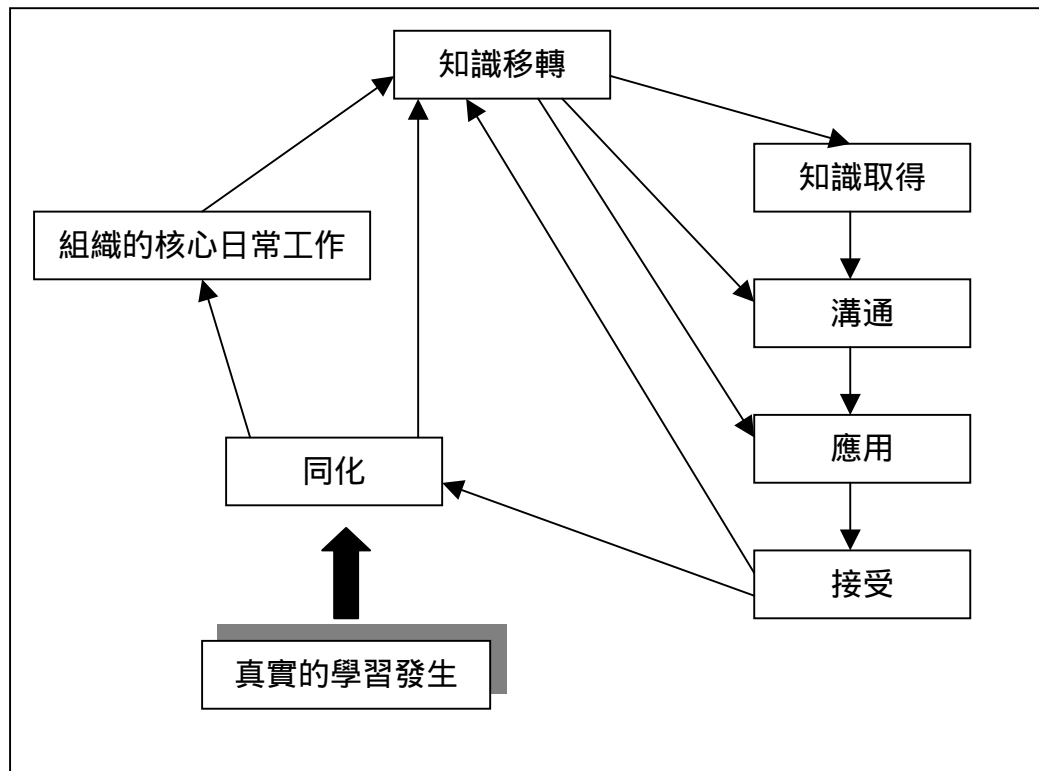 知識移轉
知識取得
組織的核心日常工作
溝通
應用
同化
接受
真實的學習發生